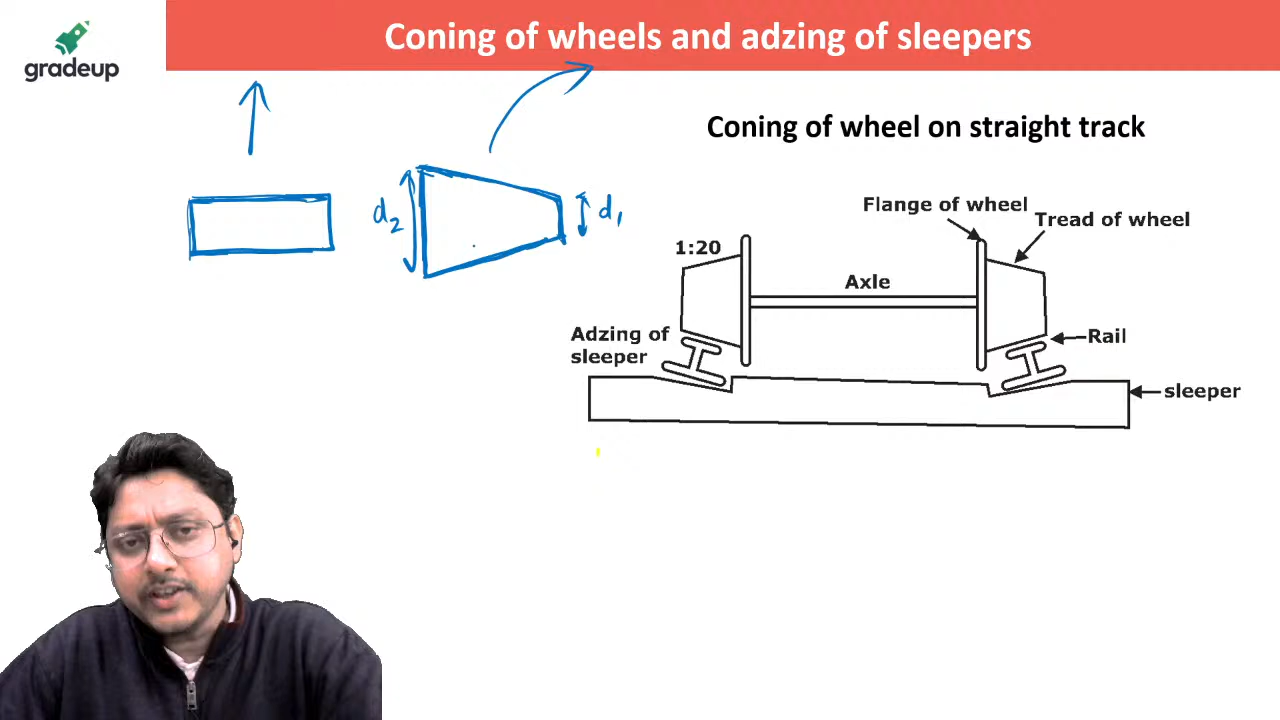 Coning of wheels and adzing of sleepers
gradeup
Coning of wheel on straight track
d2
d1
Flange of wheel
Tread of wheel
1:20
Axle
Adzing of
sleeper
Rail
sleeper